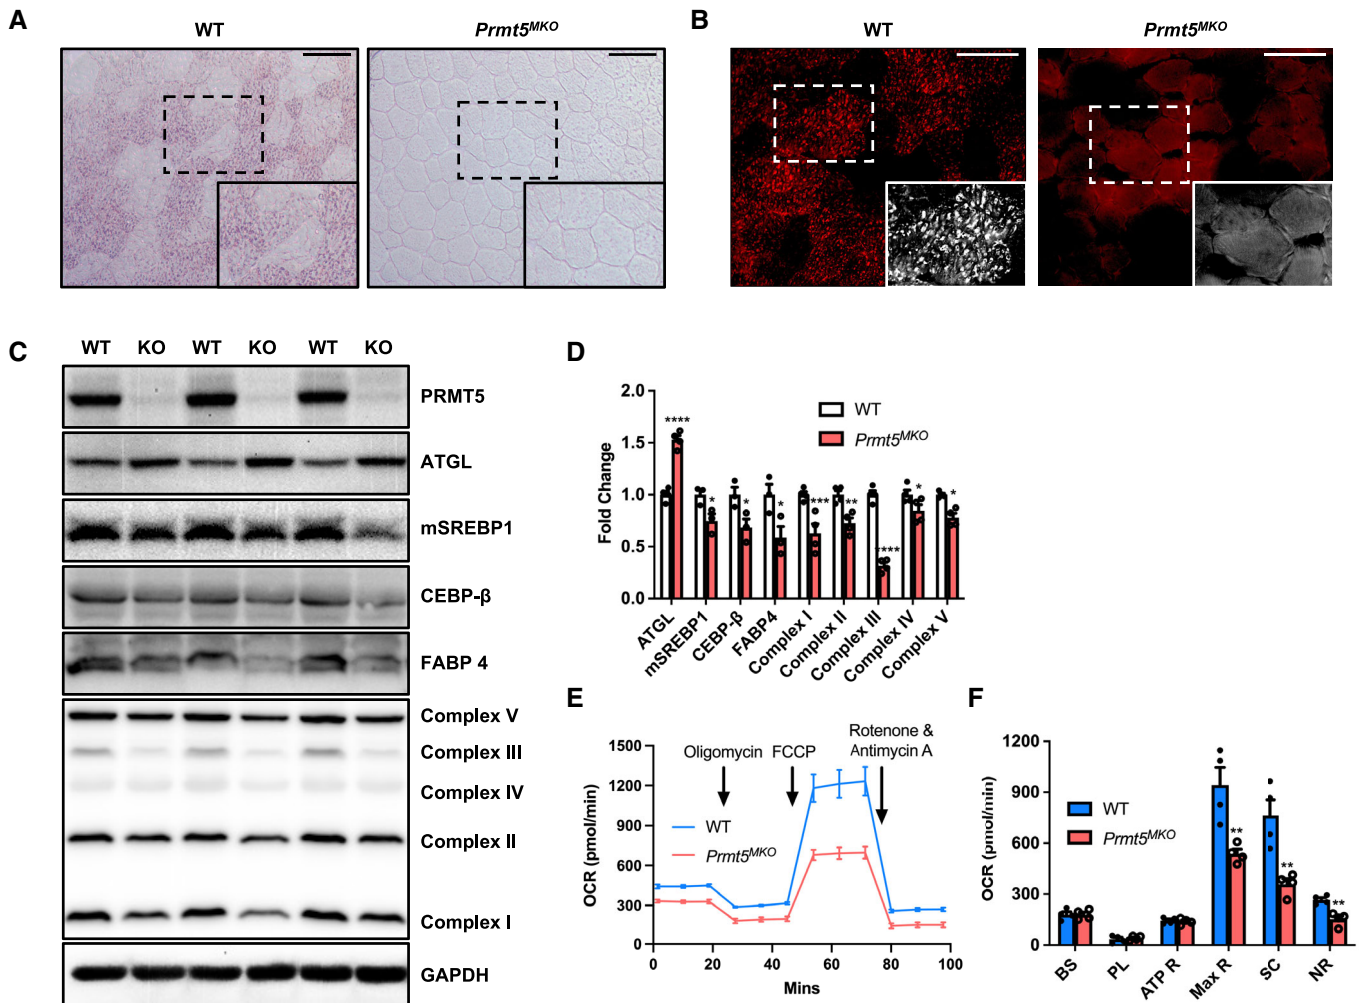 A
WT
Prmt5MKO
B
WT
Prmt5MKO
C
WT KO WT KO WT KO
PRMT5
ATGL
mSREBP1
CEBP-β
FABP 4
Complex V
Complex III
Complex IV
Complex II
Complex I
GAPDH
D
2.0
1.5
1.0
0.5
0.0
Fold Change
WT
Prmt5MKO
****
*
*
*
***
**
****
*
*
ATGL
mSREBP1
CEBP-β
FABP4
Complex I
Complex II
Complex III
Complex IV
Complex V
E
1500
1200
900
600
300
0
OCR (pmol/min)
Oligomycin
FCCP
Rotenone &
Antimycin A
WT
Prmt5MKO
0 20 40 60 80 100
Mins
F
1200
900
600
300
0
OCR (pmol/min)
WT
Prmt5MKO
**
**
**
BS
PL
ATP R
Max R
SC
NR